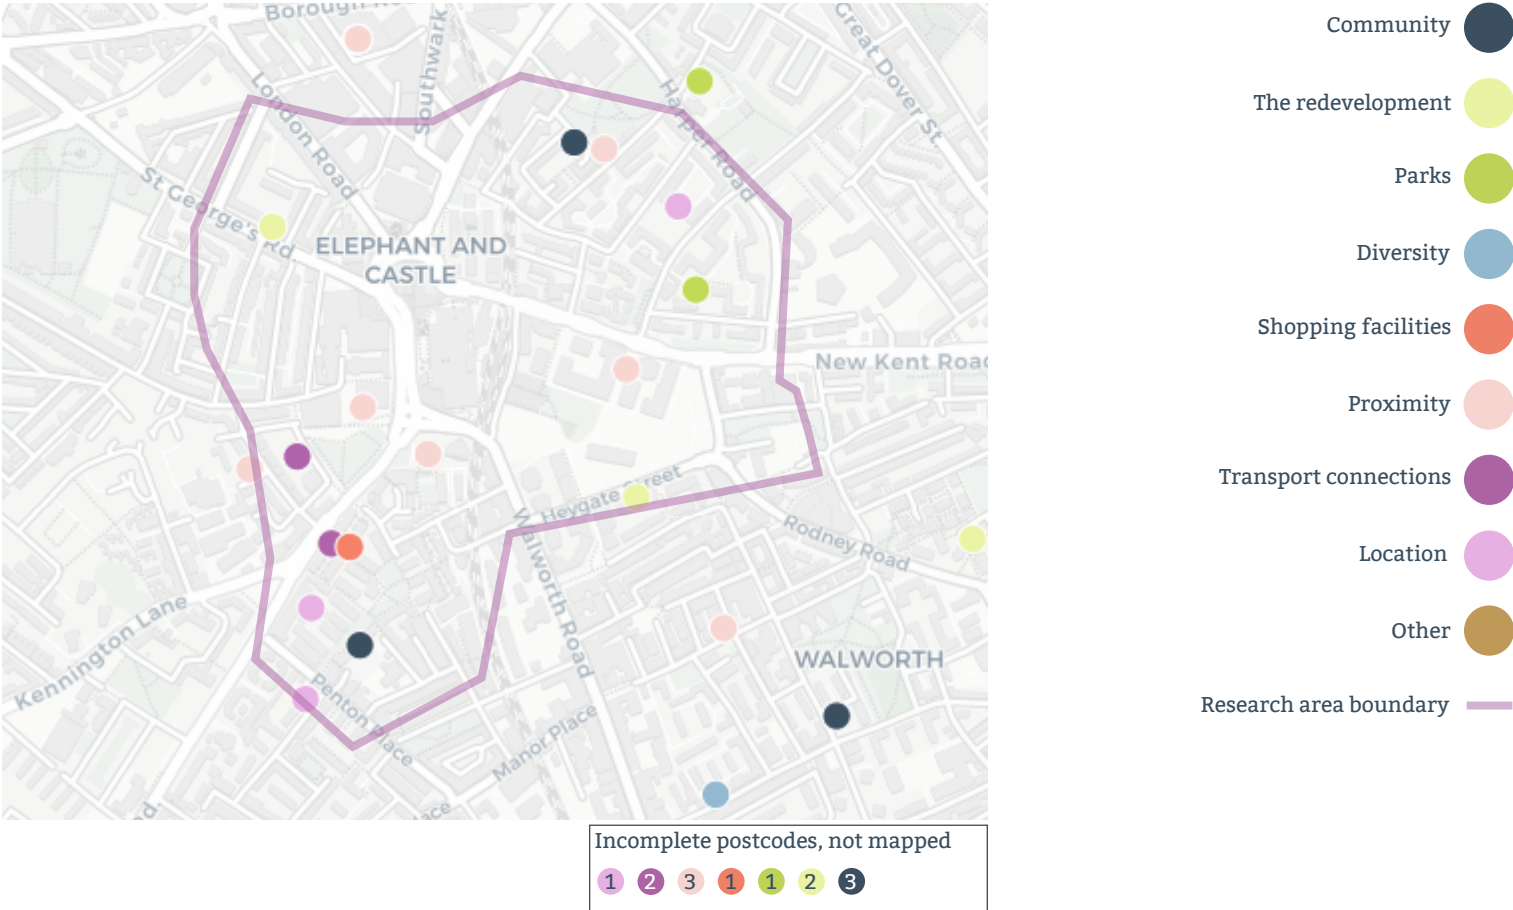 Borough
Southwark
Great Dover St.
London Road
Harper Road
St George's Rd.
ELEPHANT AND
CASTLE
New Kent Road
Heygate Street
Walworth Road
Rodney Road
Kennington Lane
Penton Place
Manor Place
WALWORTH
Community
The redevelopment
Parks
Diversity
Shopping facilities
Proximity
Transport connections
Location
Other
Research area boundary
Incomplete postcodes, not mapped
1 2 3 1 1 2 3